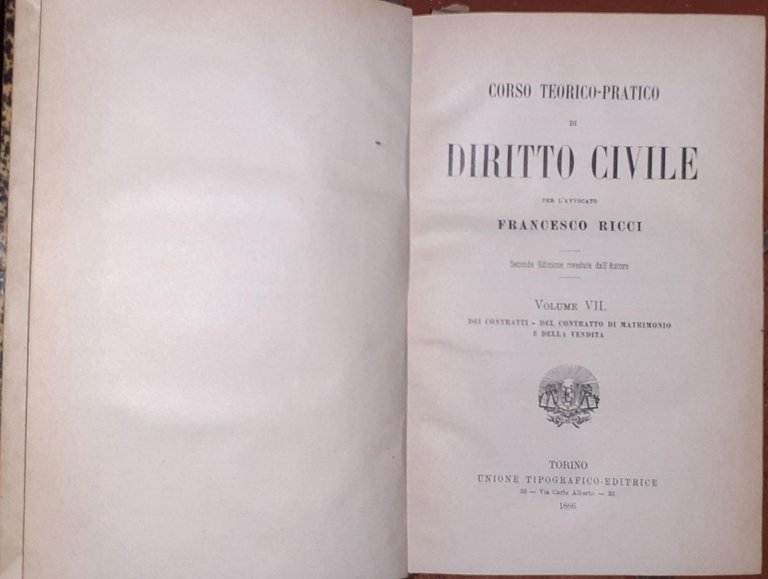 CORSO TEORICO-PRATICO
DI
DIRITTO CIVILE
PER L'AVVOCATO
FRANCESCO RICCI
Seconda Edizione riveduta dall'Autore
VOLUME VII.
DEI CONTRATTI - DEL CONTRATTO DI MATRIMONIO
E DELLA VENDITA
TORINO
UNIONE TIPOGRAFICO-EDITRICE
33 — Via Carlo Alberto — 33
1886